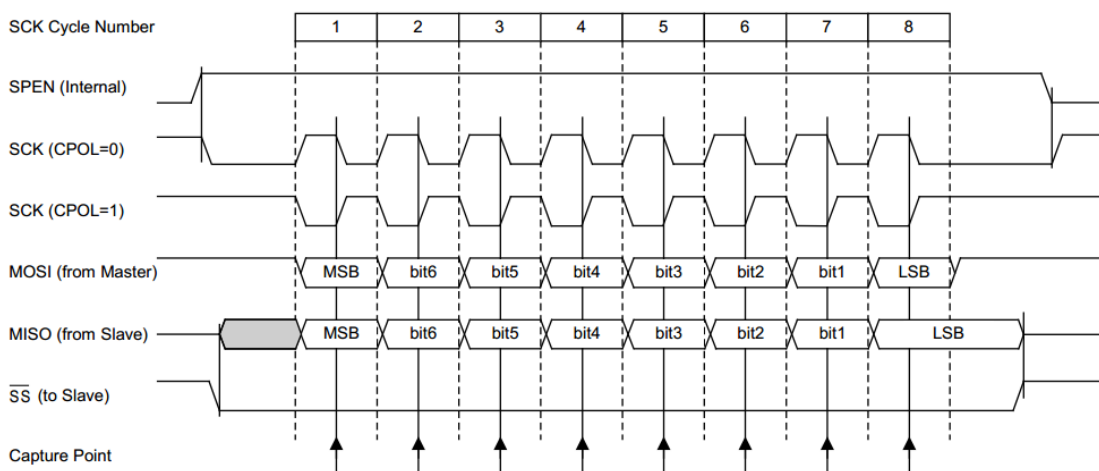 SCK Cycle Number 1 2 3 4 5 6 7 8
SPEN (Internal)
SCK (CPOL=0)
SCK (CPOL=1)
MOSI (from Master) MSB bit6 bit5 bit4 bit3 bit2 bit1 LSB
MISO (from Slave) MSB bit6 bit5 bit4 bit3 bit2 bit1 LSB
S̅S̅ (to Slave)
Capture Point